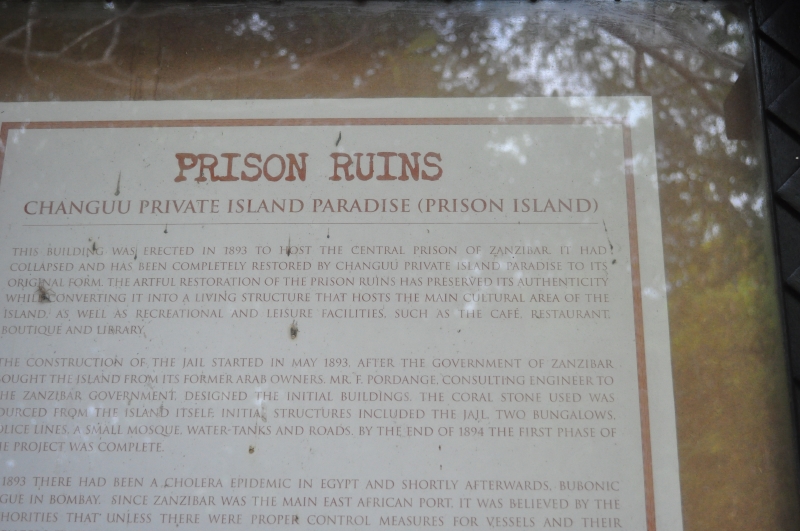 PRISON RUINS
CHANGUU PRIVATE ISLAND PARADISE (PRISON ISLAND)
THIS BUILDING WAS ERECTED IN 1893 TO HOST THE CENTRAL PRISON OF ZANZIBAR. IT HAD
COLLAPSED AND HAS BEEN COMPLETELY RESTORED BY CHANGUU PRIVATE ISLAND PARADISE TO ITS
ORIGINAL FORM. THE ARTFUL RESTORATION OF THE PRISON RUINS HAS PRESERVED ITS AUTHENTICITY
WHILE CONVERTING IT INTO A LIVING STRUCTURE THAT HOSTS THE MAIN CULTURAL AREA OF THE
ISLAND, AS WELL AS RECREATIONAL AND LEISURE FACILITIES, SUCH AS THE CAFÉ, RESTAURANT,
BOUTIQUE AND LIBRARY.
THE CONSTRUCTION OF THE JAIL STARTED IN MAY 1893, AFTER THE GOVERNMENT OF ZANZIBAR
OUGHT THE ISLAND FROM ITS FORMER ARAB OWNERS. MR. F. PORDANGE, CONSULTING ENGINEER TO
HE ZANZIBAR GOVERNMENT, DESIGNED THE INITIAL BUILDINGS. THE CORAL STONE USED WAS
OURCED FROM THE ISLAND ITSELF. INITIAL STRUCTURES INCLUDED THE JAIL, TWO BUNGALOWS,
OLICE LINES, A SMALL MOSQUE, WATER-TANKS AND ROADS. BY THE END OF 1894 THE FIRST PHASE OF
E PROJECT WAS COMPLETE.
1893 THERE HAD BEEN A CHOLERA EPIDEMIC IN EGYPT AND SHORTLY AFTERWARDS, BUBONIC
GUE IN BOMBAY. SINCE ZANZIBAR WAS THE MAIN EAST AFRICAN PORT, IT WAS BELIEVED BY THE
HORITIES THAT UNLESS THERE WERE PROPER CONTROL MEASURES FOR VESSELS AND THEIR